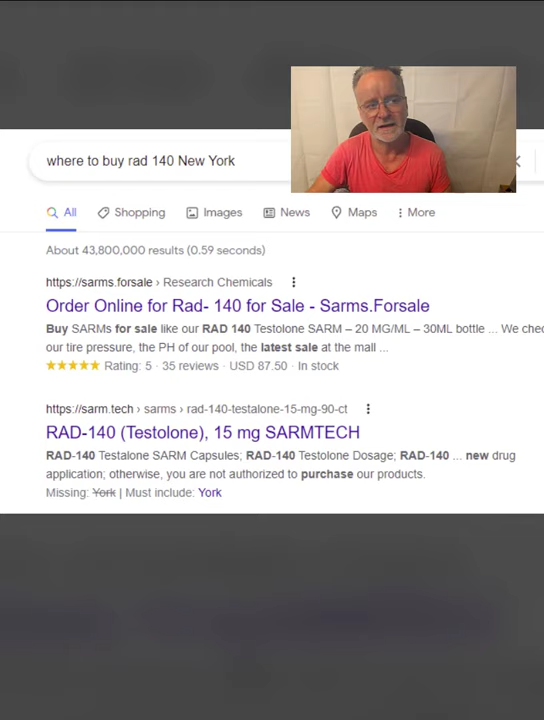 where to buy rad 140 New York
All Shopping Images News Maps More
About 43,800,000 results (0.59 seconds)
https://sarms.forsale › Research Chemicals
Order Online for Rad- 140 for Sale - Sarms.Forsale
Buy SARMs for sale like our RAD 140 Testolone SARM – 20 MG/ML – 30ML bottle ... We chec
our tire pressure, the PH of our pool, the latest sale at the mall ...
Rating: 5 · 35 reviews · USD 87.50 · In stock
https://sarm.tech › sarms › rad-140-testalone-15-mg-90-ct
RAD-140 (Testolone), 15 mg SARMTECH
RAD-140 Testalone SARM Capsules; RAD-140 Testolone Dosage; RAD-140 ... new drug
application; otherwise, you are not authorized to purchase our products.
Missing: York | Must include: York